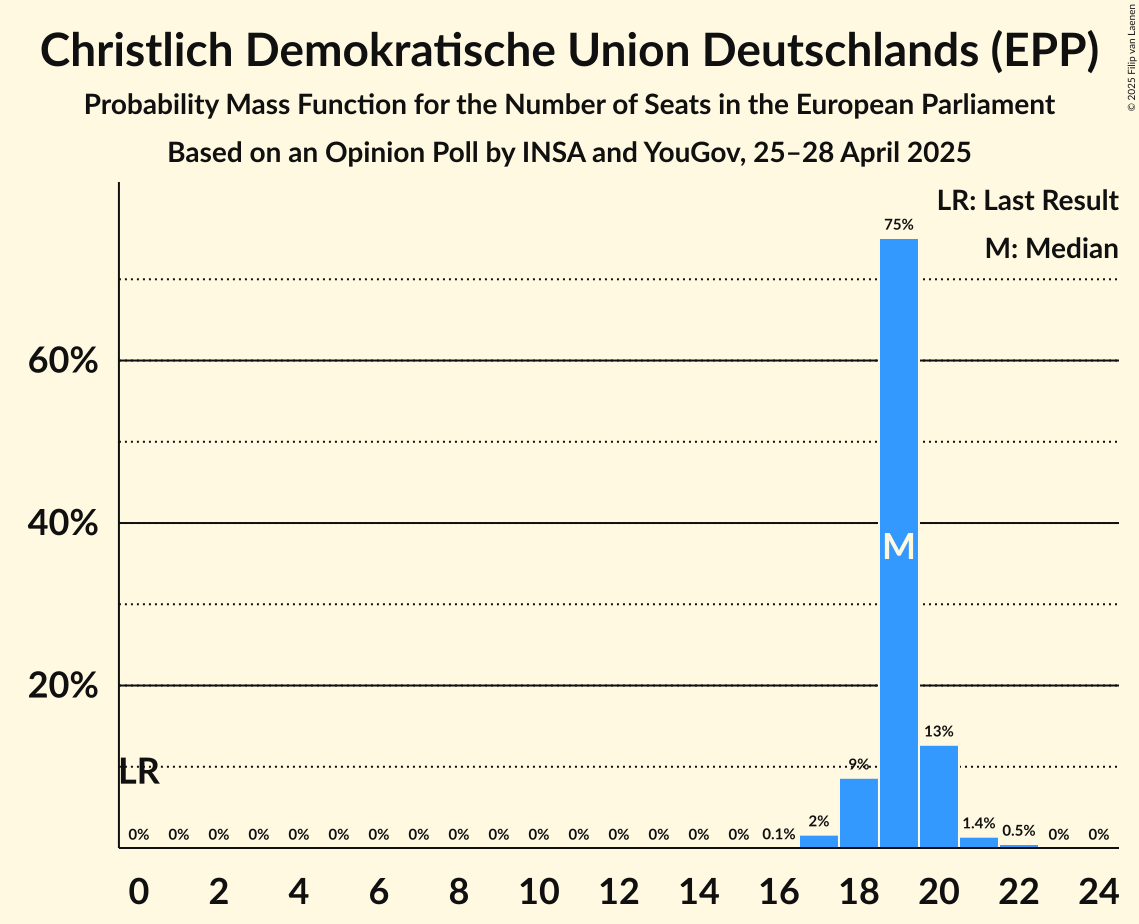 Christlich Demokratische Union Deutschlands (EPP)
Probability Mass Function for the Number of Seats in the European Parliament
Based on an Opinion Poll by INSA and YouGov, 25–28 April 2025
© 2025 Filip van Laenen
LR: Last Result
M: Median
75%
60%
40%
M
20%
13%
LR
9%
0% 0% 0% 0% 0% 0% 0% 0% 0% 0% 0% 0% 0% 0% 0% 0% 0.1% 2% 1.4% 0.5% 0% 0%
0 2 4 6 8 10 12 14 16 18 20 22 24